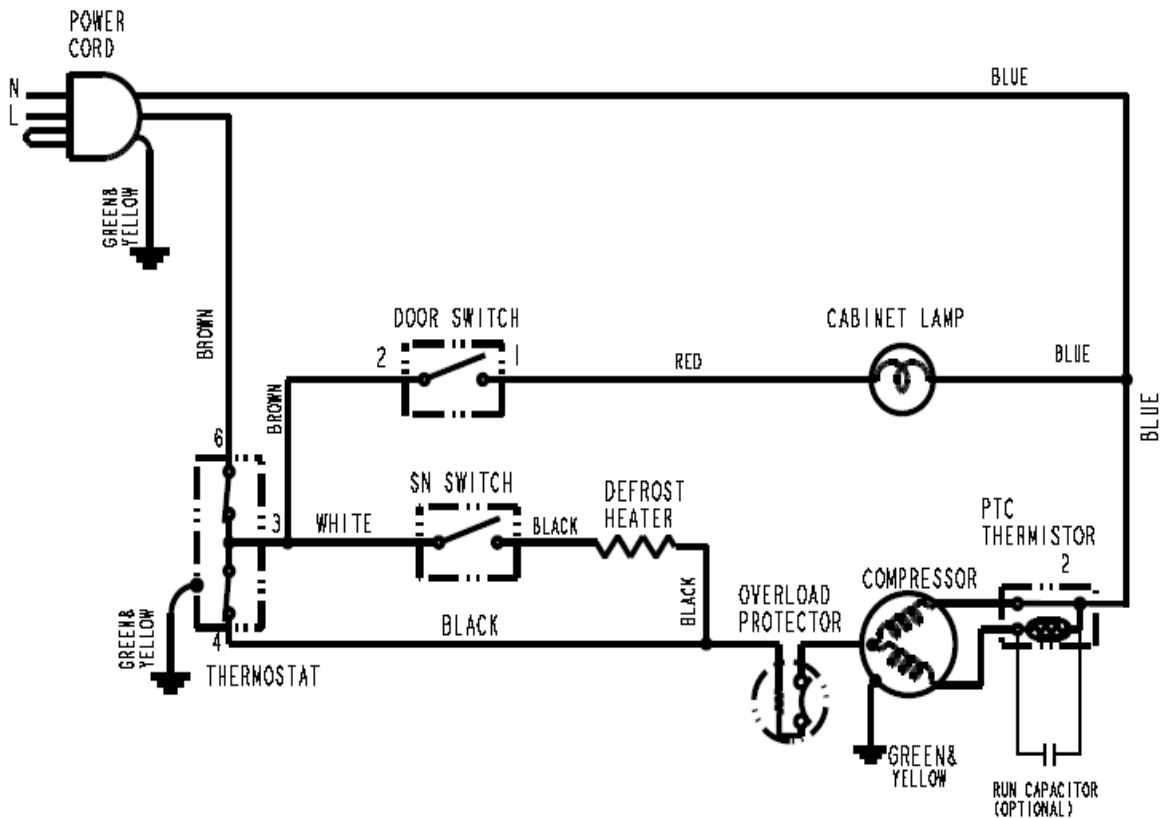 POWER
CORD
N
L
BLUE
GREEN&
YELLOW
BROWN
DOOR SWITCH
2
1
RED
CABINET LAMP
BLUE
BLUE
BROWN
6
3
WHITE
SN SWITCH
BLACK
DEFROST
HEATER
PTC
THERMISTOR
2
COMPRESSOR
OVERLOAD
PROTECTOR
BLACK
BLACK
GREEN&
YELLOW
4
THERMOSTAT
GREEN&
YELLOW
RUN CAPACITOR
(OPTIONAL)